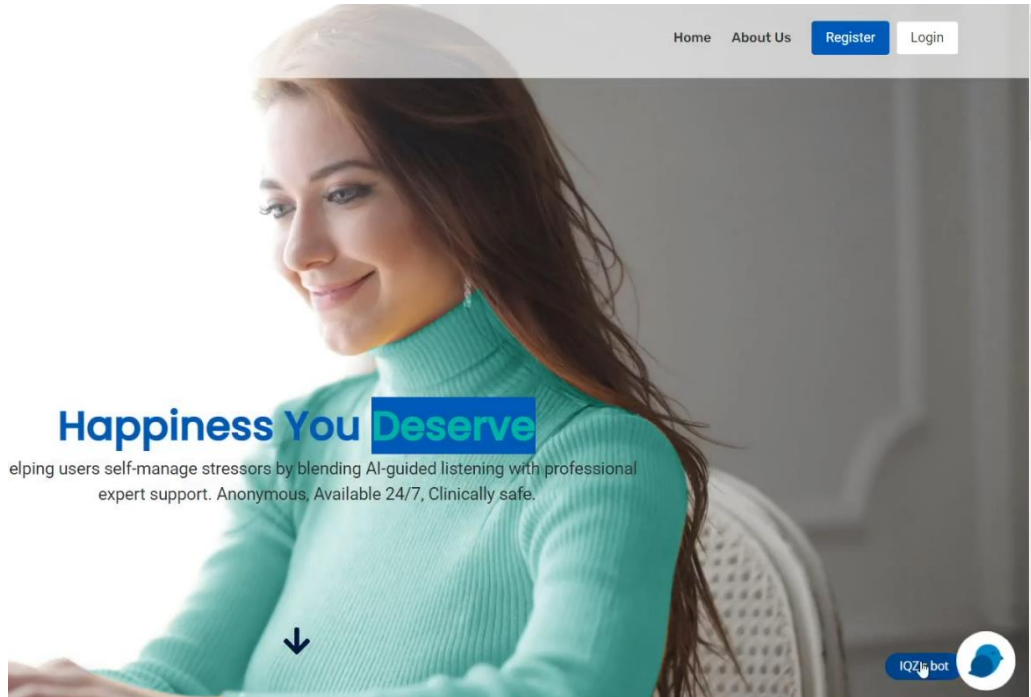 Home About Us Register Login
Happiness You Deserve
elping users self-manage stressors by blending AI-guided listening with professional
expert support. Anonymous, Available 24/7, Clinically safe.
bot